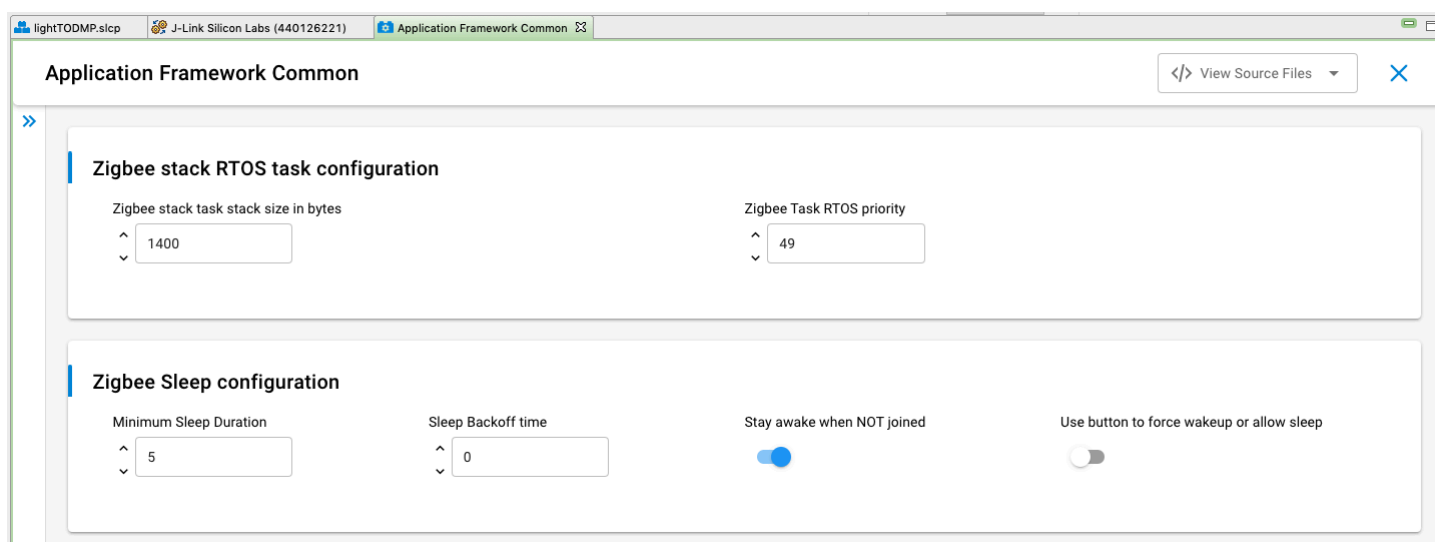 lightTODMP.slcp J-Link Silicon Labs (440126221) Application Framework Common
Application Framework Common
</> View Source Files
Zigbee stack RTOS task configuration
Zigbee stack task stack size in bytes Zigbee Task RTOS priority
1400 49
Zigbee Sleep configuration
Minimum Sleep Duration Sleep Backoff time Stay awake when NOT joined Use button to force wakeup or allow sleep
5 0